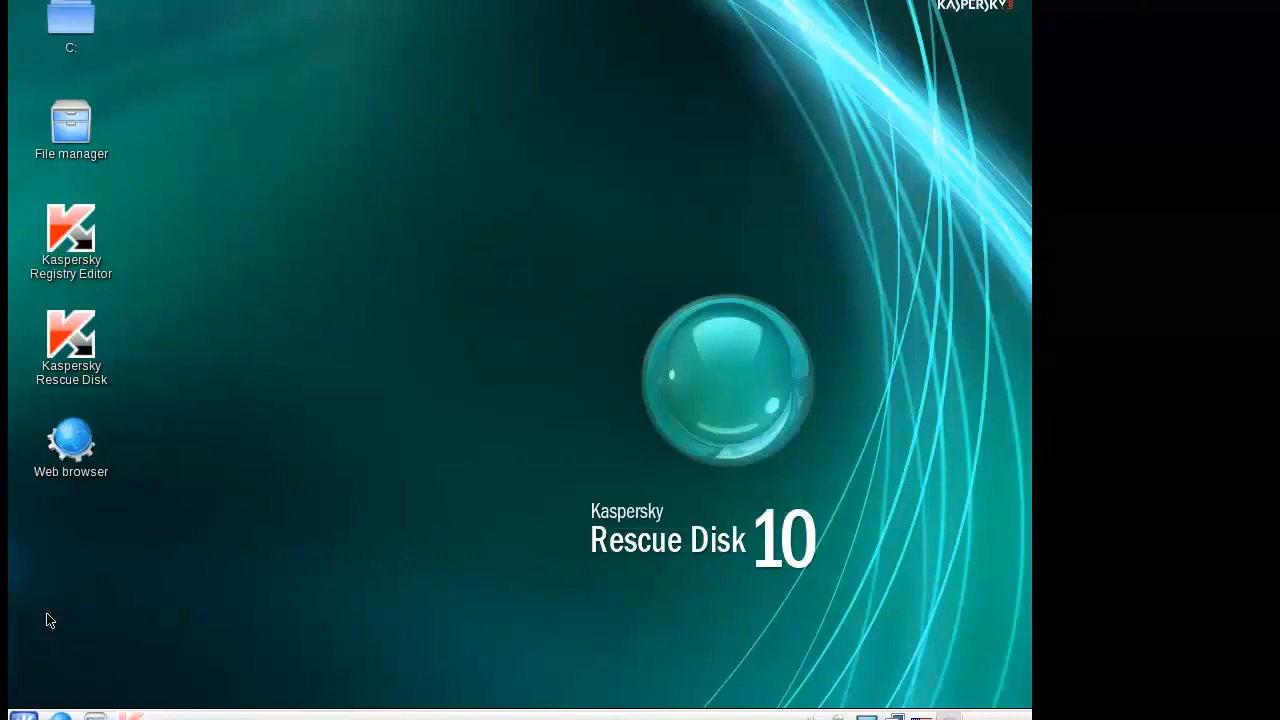 KASPERSKY
C:
File manager
Kaspersky
Registry Editor
Kaspersky
Rescue Disk
Web browser
Kaspersky
Rescue Disk 10